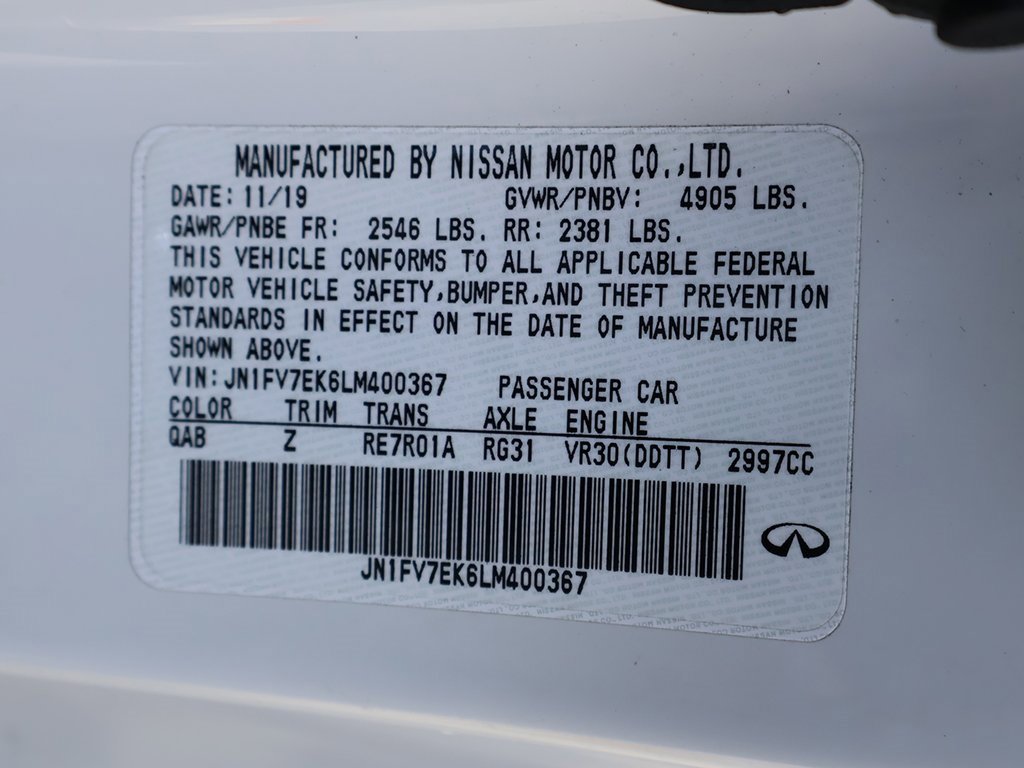 MANUFACTURED BY NISSAN MOTOR CO.,LTD.
DATE: 11/19 GVWR/PNBV: 4905 LBS.
GAWR/PNBE FR: 2546 LBS. RR: 2381 LBS.
THIS VEHICLE CONFORMS TO ALL APPLICABLE FEDERAL
MOTOR VEHICLE SAFETY,BUMPER,AND THEFT PREVENTION
STANDARDS IN EFFECT ON THE DATE OF MANUFACTURE
SHOWN ABOVE.
VIN: JN1FV7EK6LM400367 PASSENGER CAR
COLOR TRIM TRANS AXLE ENGINE
QAB Z RE7R01A RG31 VR30(DDTT) 2997CC
JN1FV7EK6LM400367